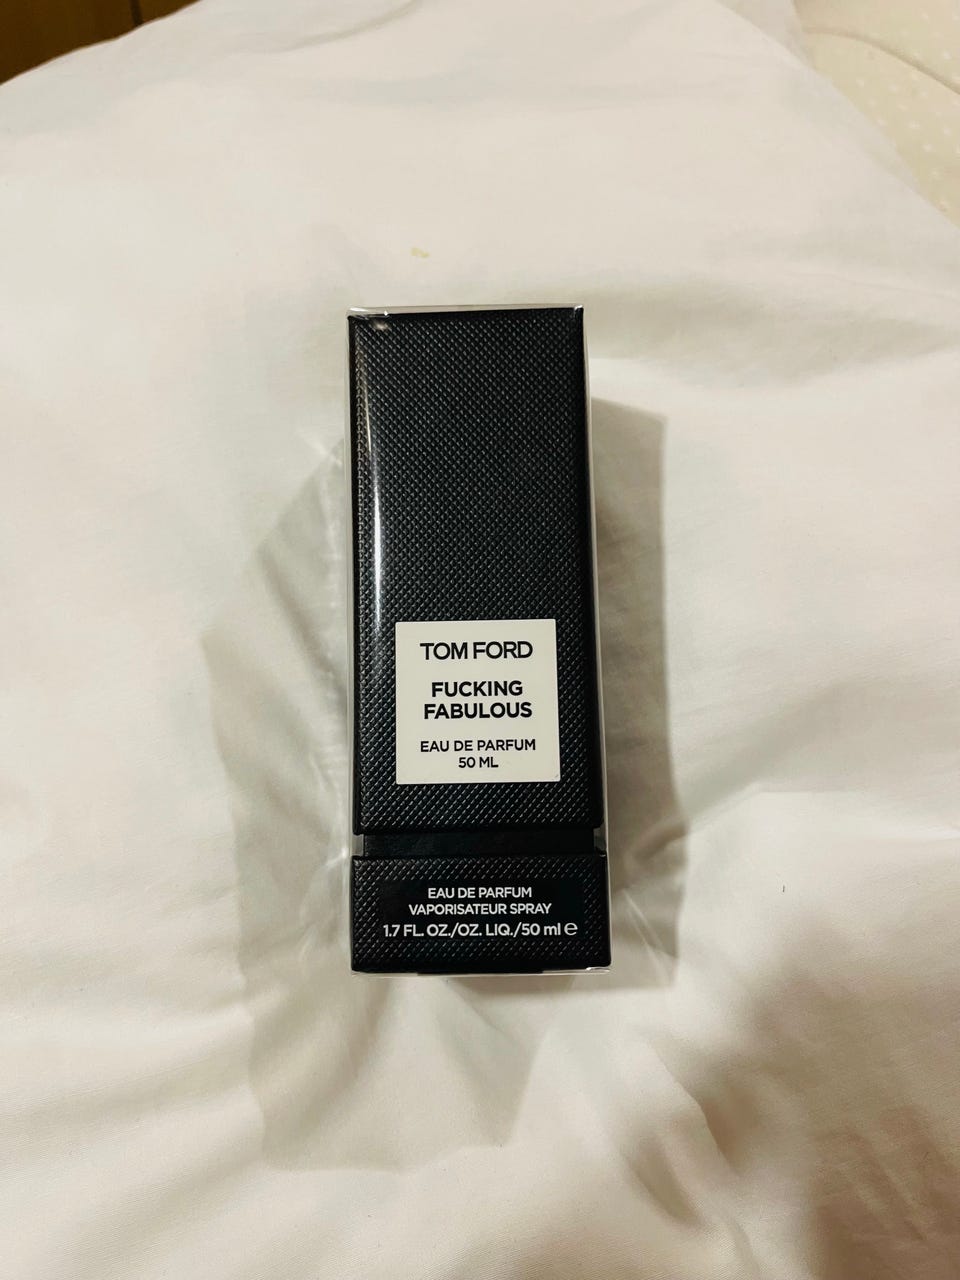 TOM FORD
FUCKING
FABULOUS
EAU DE PARFUM
50 ML
EAU DE PARFUM
VAPORISATEUR SPRAY
1.7 FL. OZ./OZ. LIQ./50 ml ℮